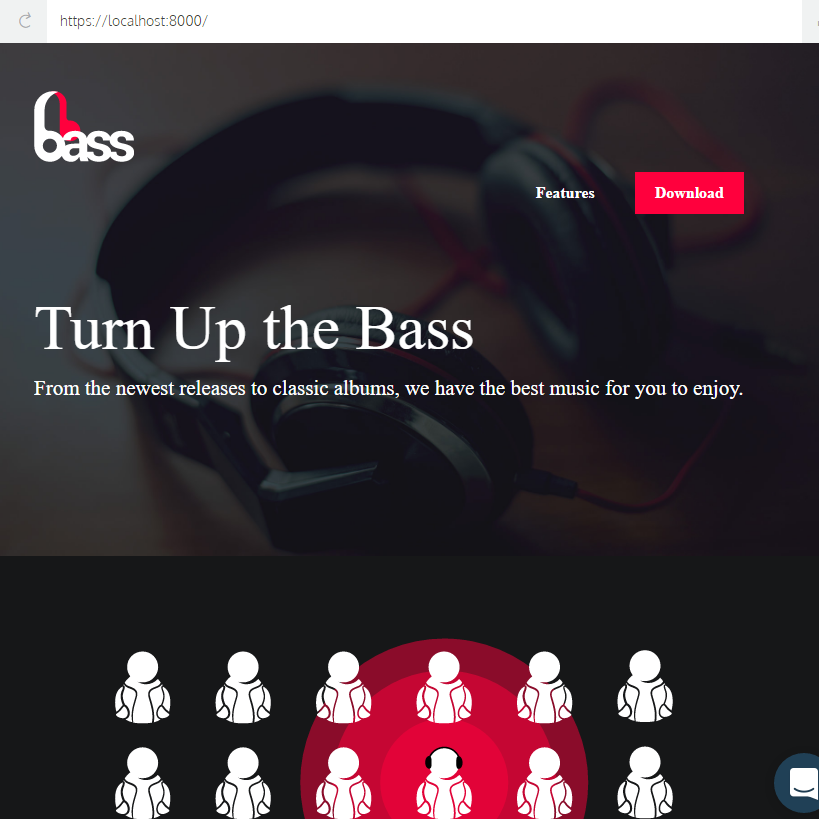 https://localhost:8000/
bass
Features
Download
Turn Up the Bass
From the newest releases to classic albums, we have the best music for you to enjoy.